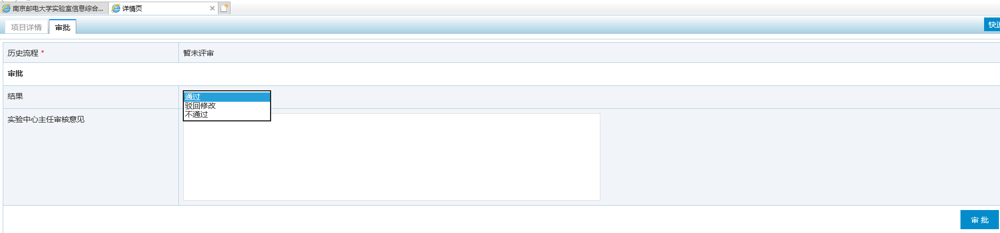 南京邮电大学实验室信息综合...
详情页
项目详情
审批
快速
历史流程 *
暂未评审
审批
结果
通过
驳回修改
不通过
实验中心主任审核意见
审 批